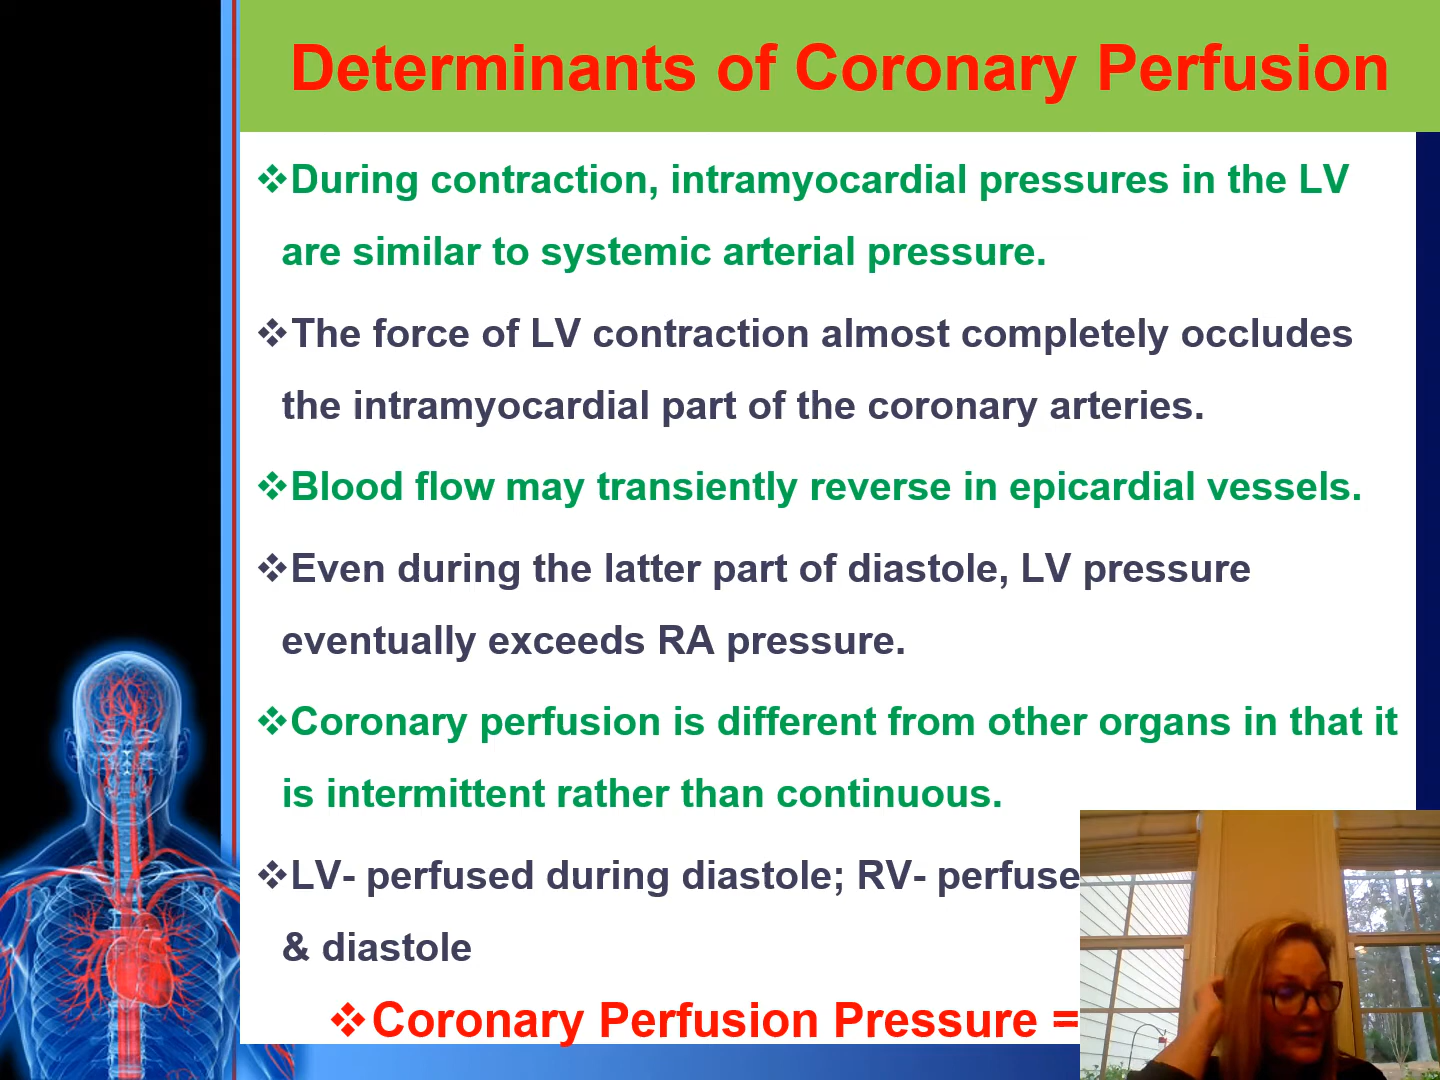 Determinants of Coronary Perfusion
❖During contraction, intramyocardial pressures in the LV
are similar to systemic arterial pressure.
❖The force of LV contraction almost completely occludes
the intramyocardial part of the coronary arteries.
❖Blood flow may transiently reverse in epicardial vessels.
❖Even during the latter part of diastole, LV pressure
eventually exceeds RA pressure.
❖Coronary perfusion is different from other organs in that it
is intermittent rather than continuous.
❖LV- perfused during diastole; RV- perfuse
& diastole
❖Coronary Perfusion Pressure =